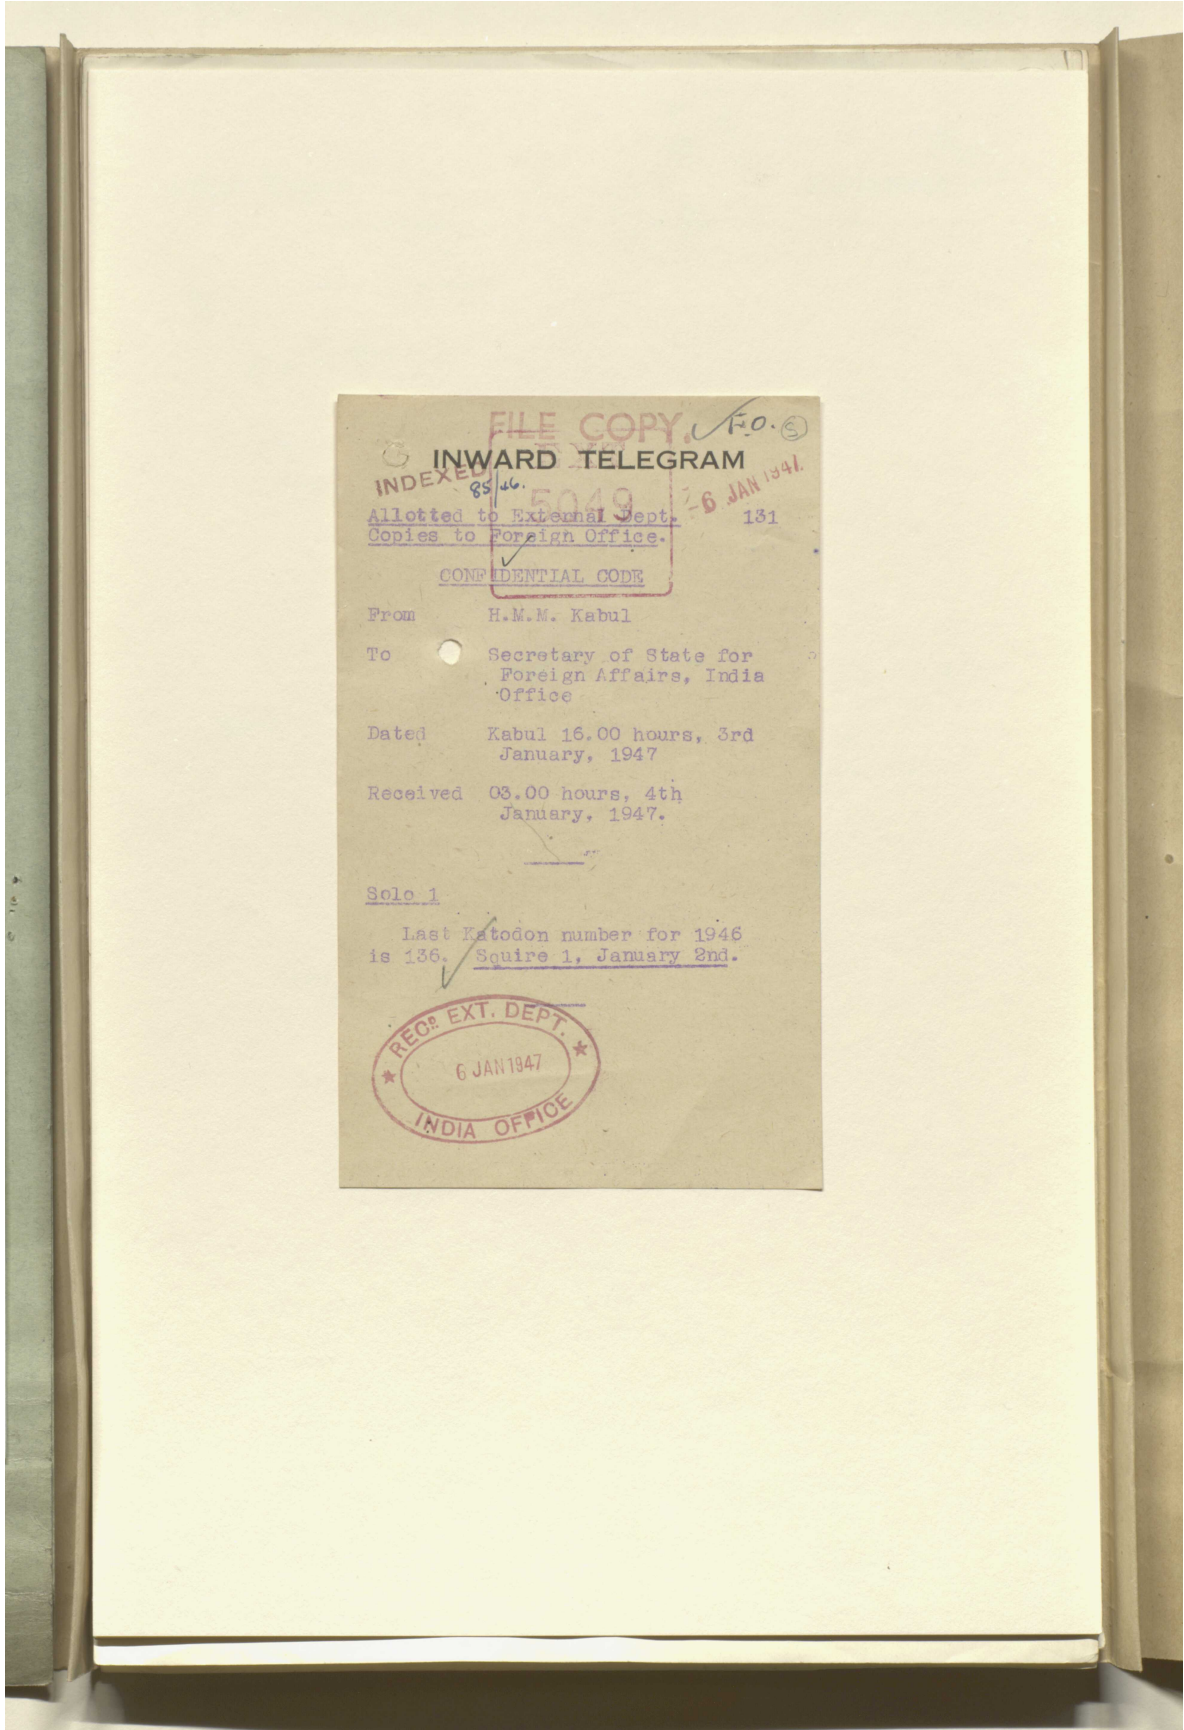 FILE COPY. F.O. 5
INWARD TELEGRAM
INDEXED
85/46. 5049 -6 JAN 1947
Allotted to External Dept. 131
Copies to Foreign Office.
CONFIDENTIAL CODE
From H.M.M. Kabul
To Secretary of State for
Foreign Affairs, India
Office
Dated Kabul 16.00 hours, 3rd
January, 1947
Received 03.00 hours, 4th
January, 1947.
Solo 1
Last Katodon number for 1946
is 136. Squire 1, January 2nd.
RECD. EXT. DEPT.
6 JAN 1947
INDIA OFFICE